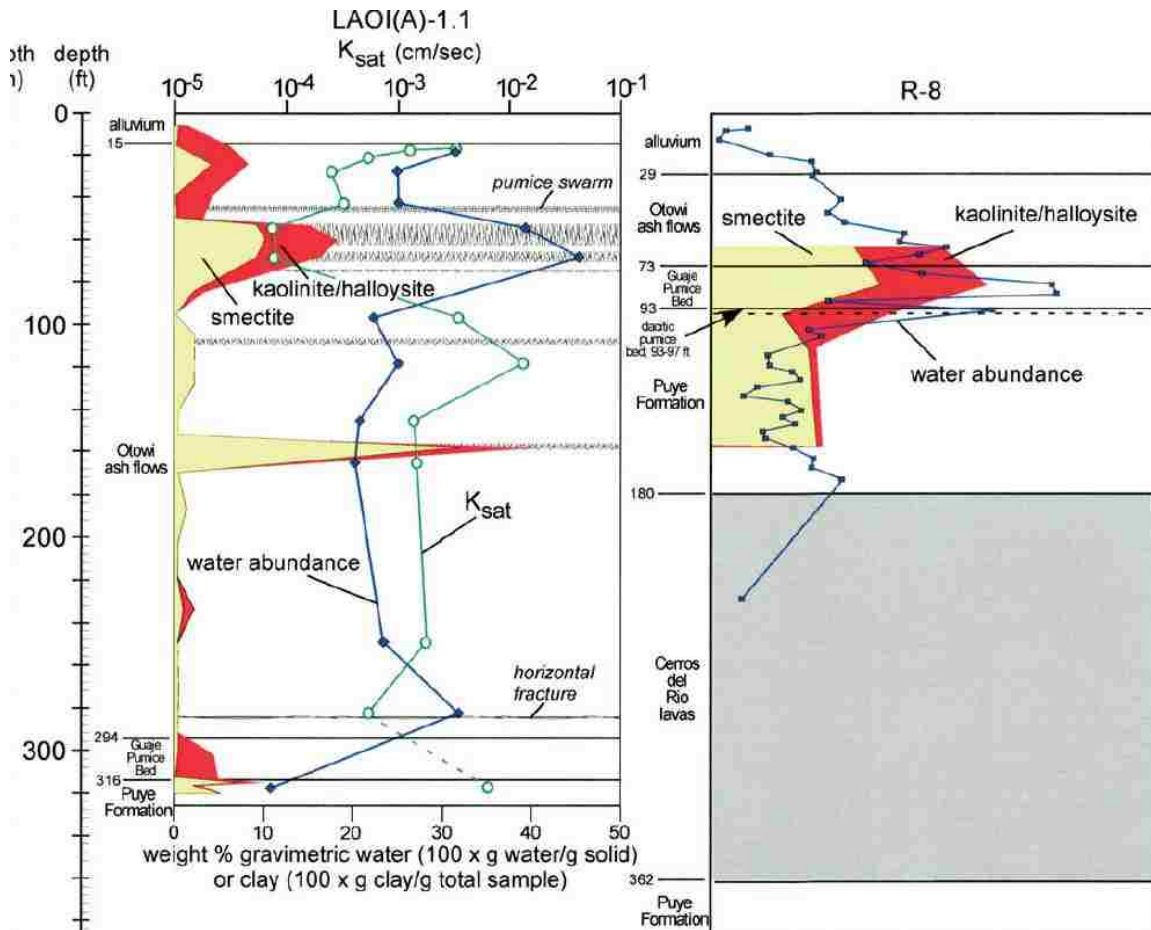 LAOI(A)-1.1
K sat (cm/sec)
depth
(ft)
10-5
10-4
10-3
10-2
10-1
R-8
0
100
200
300
alluvium
15
pumice swarm
kaolinite/halloysite
smectite
Otowi
ash flows
K sat
water abundance
horizontal
fracture
294
Guaje
Pumice
Bed
316
Puye
Formation
0
10
20
30
40
50
weight % gravimetric water (100 x g water/g solid)
or clay (100 x g clay/g total sample)
alluvium
29
Otowi
ash flows
smectite
kaolinite/halloysite
73
Guaje
Pumice
Bed
93
dacitic
pumice
bed, 93-97 ft
water abundance
Puye
Formation
180
Cerros
del
Rio
lavas
362
Puye
Formation